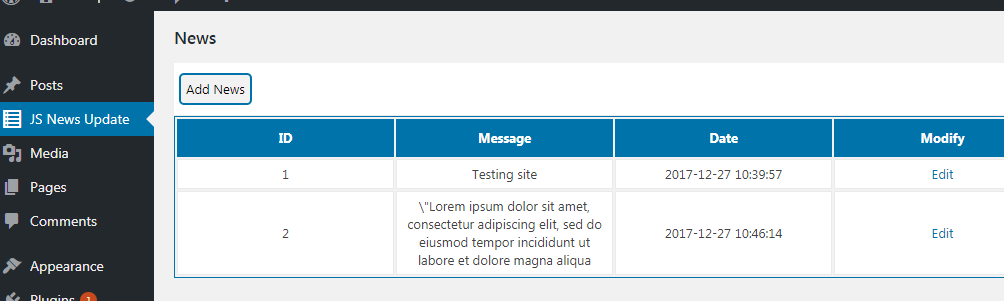 News
Dashboard
Add News
Posts
JS News Update
ID Message Date Modify
Media
1 Testing site 2017-12-27 10:39:57 Edit
Pages
\"Lorem ipsum dolor sit amet,
Comments
consectetur adipiscing elit, sed do
2 eiusmod tempor incididunt ut 2017-12-27 10:46:14 Edit
labore et dolore magna aliqua
Appearance
Plugins 1